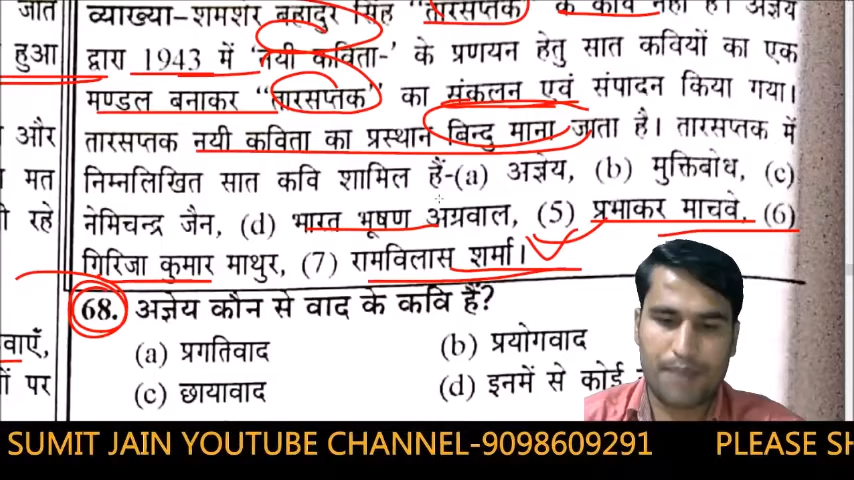 जात
व्याख्या–शमशेर बहादुर सिंह "तारसप्तक" के कवि नहीं हैं। अज्ञेय
हुआ
द्वारा 1943 में 'नयी कविता-' के प्रणयन हेतु सात कवियों का एक
मण्डल बनाकर "तारसप्तक" का संकलन एवं संपादन किया गया।
और
तारसप्तक नयी कविता का प्रस्थान बिन्दु माना जाता है। तारसप्तक में
मत
निम्नलिखित सात कवि शामिल हैं-(a) अज्ञेय, (b) मुक्तिबोध, (c)
रहे
नेमिचन्द्र जैन, (d) भारत भूषण अग्रवाल, (5) प्रभाकर माचवे, (6)
गिरिजा कुमार माथुर, (7) रामविलास शर्मा।
68. अज्ञेय कौन से वाद के कवि हैं?
(a) प्रगतिवाद (b) प्रयोगवाद
(c) छायावाद (d) इनमें से कोई
पर
SUMIT JAIN YOUTUBE CHANNEL-9098609291 PLEASE SH